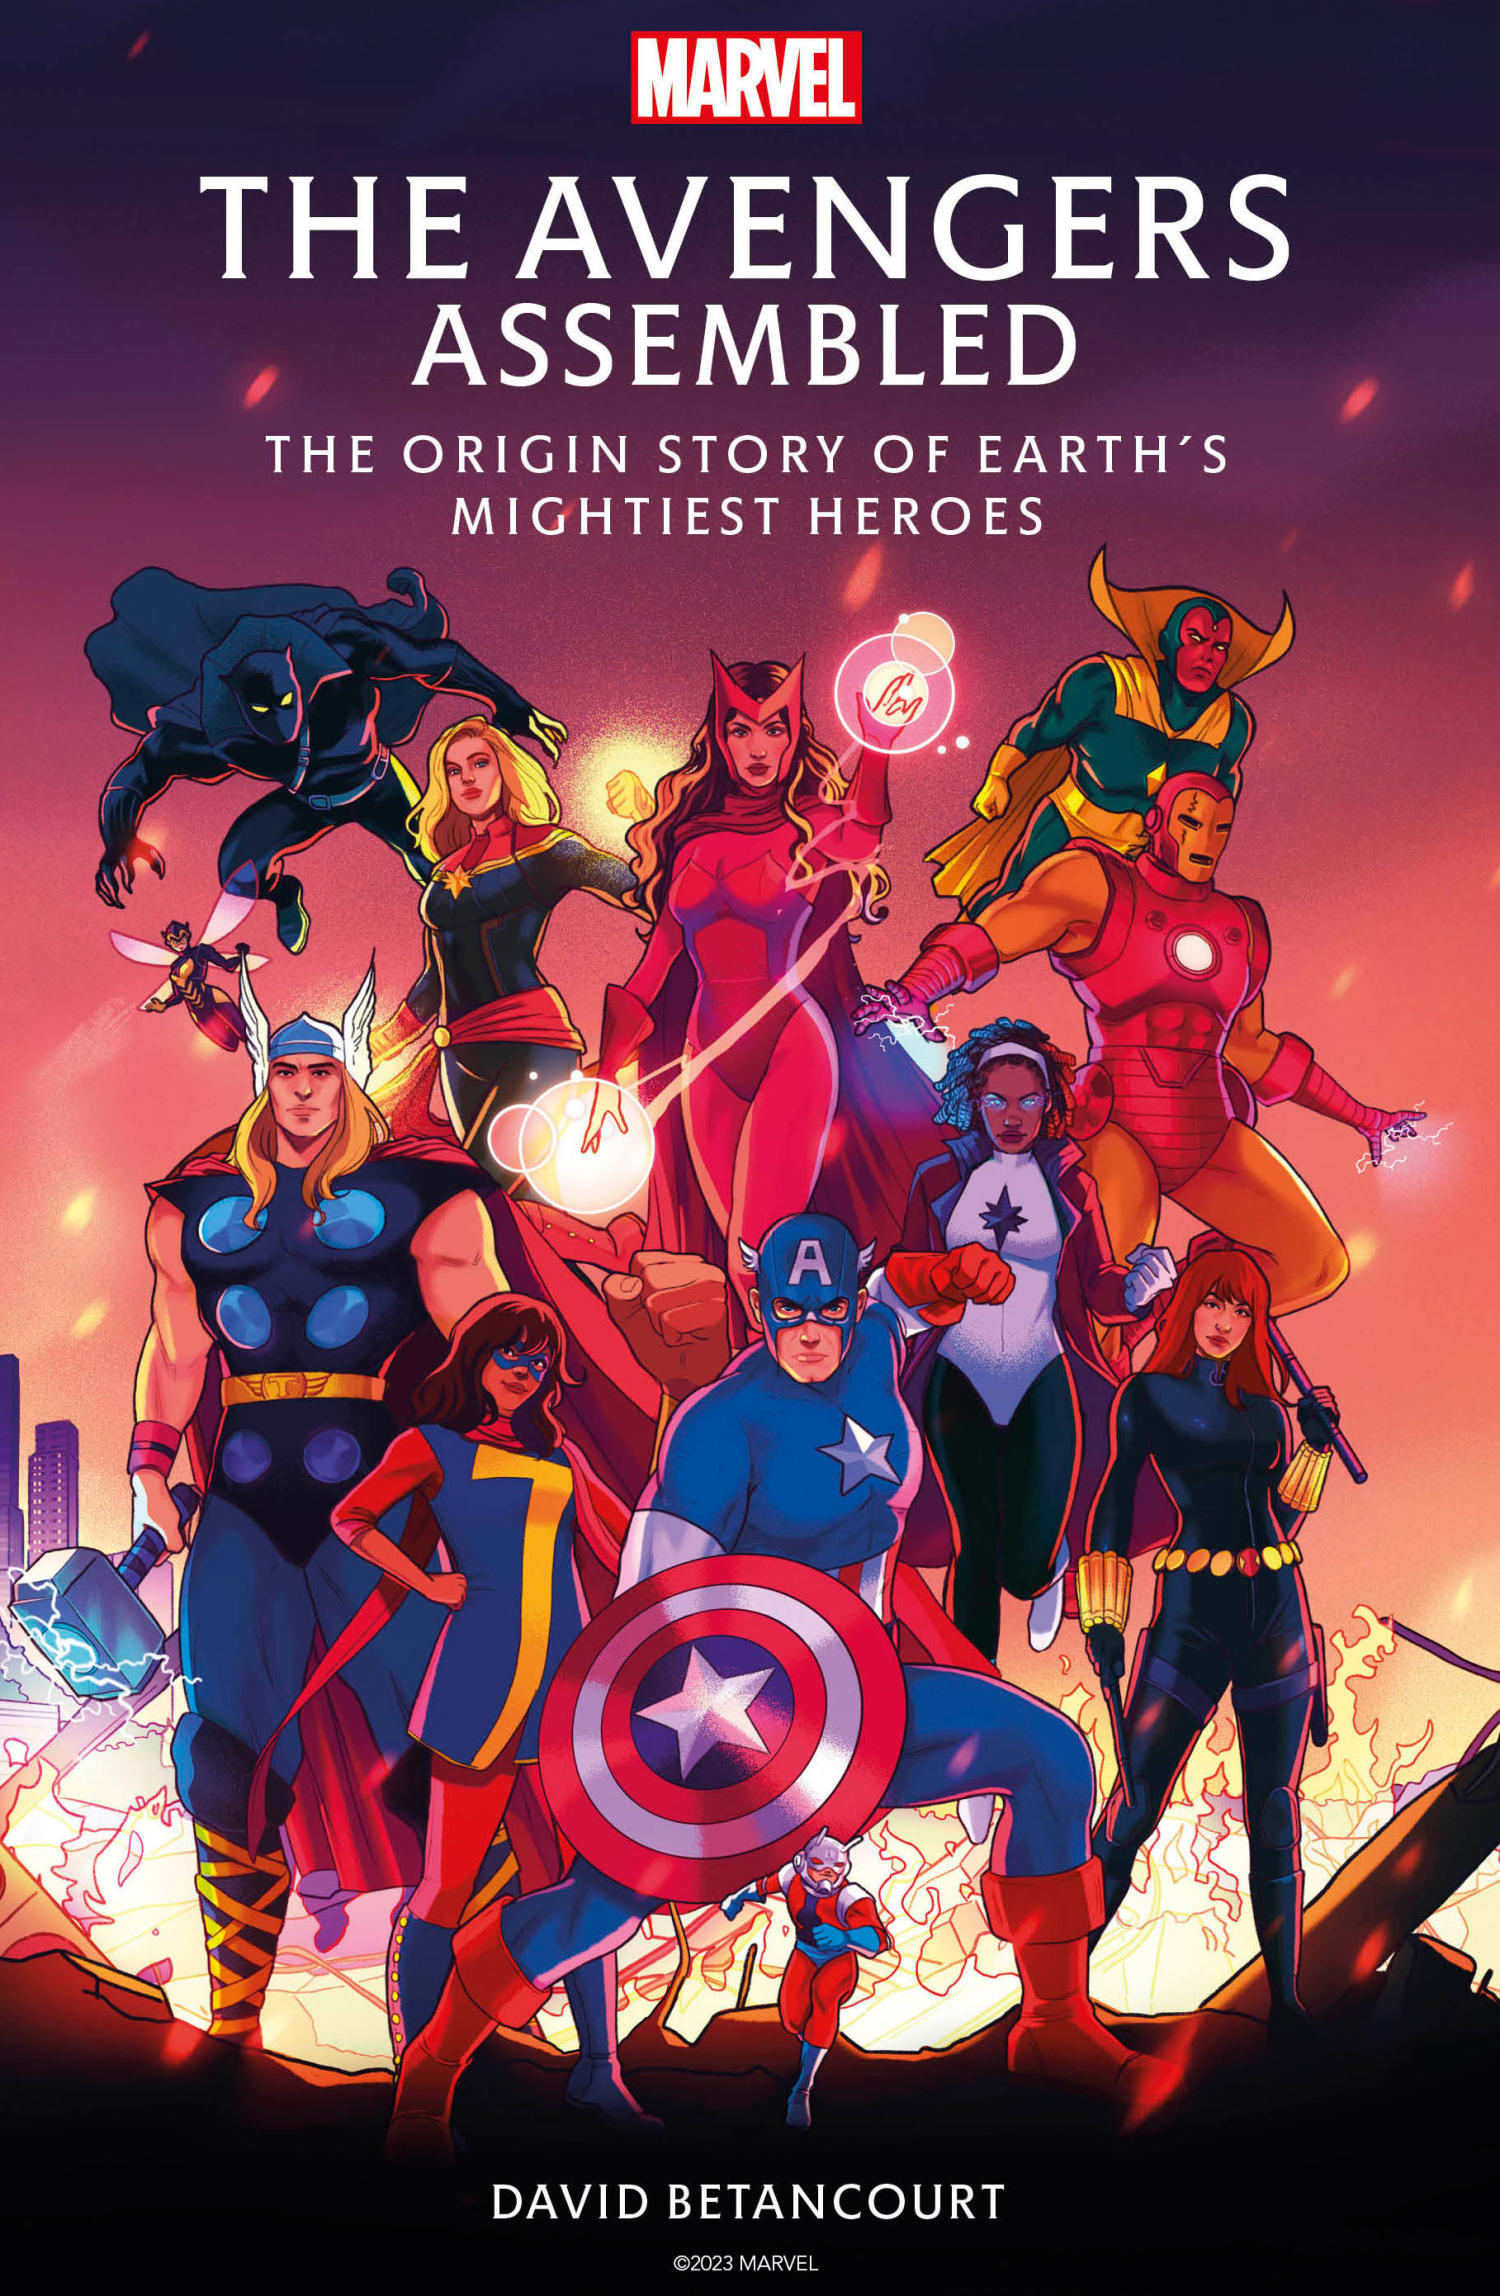 MARVEL
THE AVENGERS
ASSEMBLED
THE ORIGIN STORY OF EARTH´S
MIGHTIEST HEROES
A
DAVID BETANCOURT
©2023 MARVEL